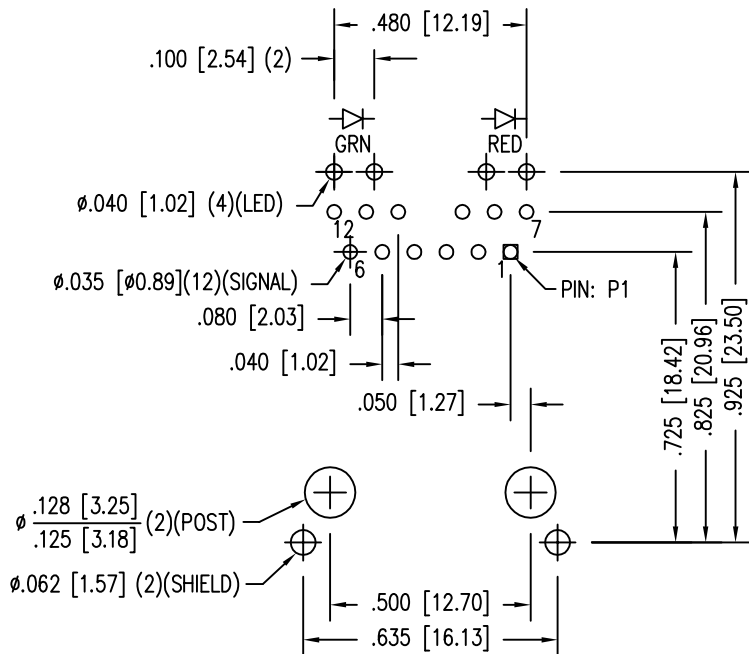 .480 [12.19]
.100 [2.54] (2)
GRN
RED
ø.040 [1.02] (4)(LED)
12
7
6
1
ø.035 [ø0.89](12)(SIGNAL)
PIN: P1
.080 [2.03]
.040 [1.02]
.050 [1.27]
.725 [18.42]
.825 [20.96]
.925 [23.50]
ø .128 [3.25]
.125 [3.18] (2)(POST)
ø.062 [1.57] (2)(SHIELD)
.500 [12.70]
.635 [16.13]